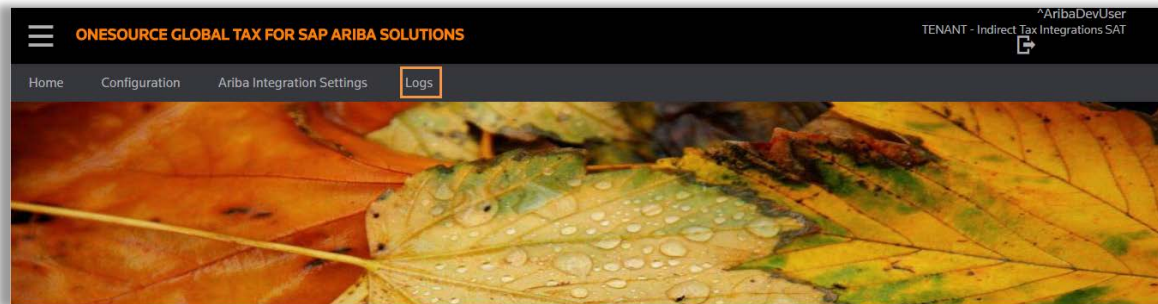 ^AribaDevUser
ONESOURCE GLOBAL TAX FOR SAP ARIBA SOLUTIONS
TENANT - Indirect Tax Integrations SAT
Home Configuration Ariba Integration Settings Logs